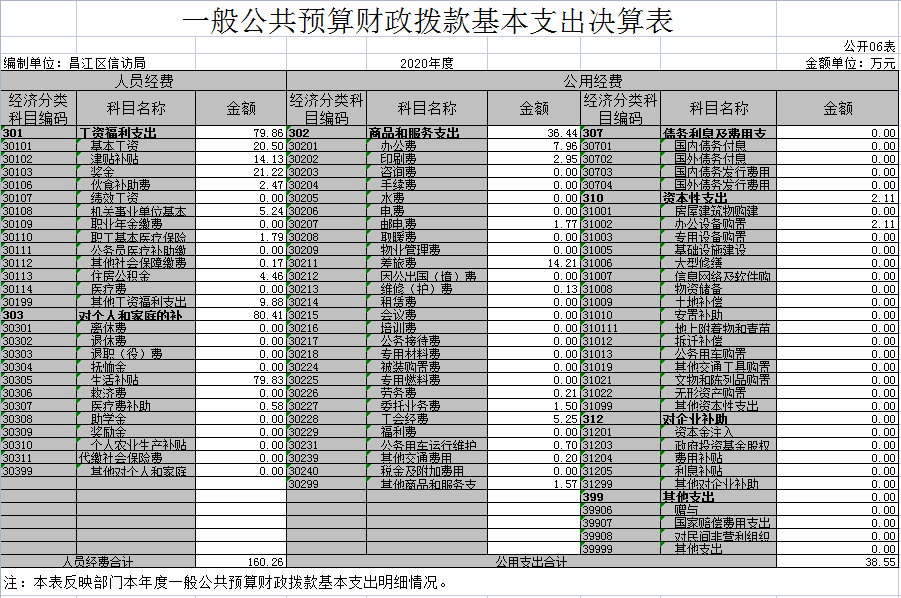 一般公共预算财政拨款基本支出决算表
公开06表
编制单位：昌江区信访局 2020年度 金额单位：万元
人员经费 公用经费
经济分类科目编码 科目名称 金额 经济分类科目编码 科目名称 金额 经济分类科目编码 科目名称 金额
301 工资福利支出 79.86 302 商品和服务支出 36.44 307 债务利息及费用支 0.00
30101 基本工资 20.50 30201 办公费 7.96 30701 国内债务付息 0.00
30102 津贴补贴 14.13 30202 印刷费 2.95 30702 国外债务付息 0.00
30103 奖金 21.22 30203 咨询费 0.00 30703 国内债务发行费用 0.00
30106 伙食补助费 2.47 30204 手续费 0.00 30704 国外债务发行费用 0.00
30107 绩效工资 0.00 30205 水费 0.00 310 资本性支出 2.11
30108 机关事业单位基本 5.24 30206 电费 0.00 31001 房屋建筑物购建 0.00
30109 职业年金缴费 0.00 30207 邮电费 1.77 31002 办公设备购置 2.11
30110 职工基本医疗保险 1.79 30208 取暖费 0.00 31003 专用设备购置 0.00
30111 公务员医疗补助缴 0.00 30209 物业管理费 0.00 31005 基础设施建设 0.00
30112 其他社会保障缴费 0.17 30211 差旅费 14.21 31006 大型修缮 0.00
30113 住房公积金 4.46 30212 因公出国（境）费 0.00 31007 信息网络及软件购 0.00
30114 医疗费 0.00 30213 维修（护）费 0.13 31008 物资储备 0.00
30199 其他工资福利支出 9.88 30214 租赁费 0.00 31009 土地补偿 0.00
303 对个人和家庭的补 80.41 30215 会议费 0.00 31010 安置补助 0.00
30301 离休费 0.00 30216 培训费 0.00 310111 地上附着物和青苗 0.00
30302 退休费 0.00 30217 公务接待费 0.00 31012 拆迁补偿 0.00
30303 退职（役）费 0.00 30218 专用材料费 0.00 31013 公务用车购置 0.00
30304 抚恤金 0.00 30224 被装购置费 0.00 31019 其他交通工具购置 0.00
30305 生活补贴 79.83 30225 专用燃料费 0.00 31021 文物和陈列品购置 0.00
30306 救济费 0.00 30226 劳务费 0.21 31022 无形资产购置 0.00
30307 医疗费补助 0.58 30227 委托业务费 1.50 31099 其他资本性支出 0.00
30308 助学金 0.00 30228 工会经费 5.25 312 对企业补助 0.00
30309 奖励金 0.00 30229 福利费 0.00 31201 资本金注入 0.00
30310 个人农业生产补贴 0.00 30231 公务用车运行维护 0.70 31203 政府投资基金股权 0.00
30311 代缴社会保险费 0.00 30239 其他交通费用 0.20 31204 费用补贴 0.00
30399 其他对个人和家庭 0.00 30240 税金及附加费用 0.00 31205 利息补贴 0.00
30299 其他商品和服务支 1.57 31299 其他对企业补助 0.00
399 其他支出 0.00
39906 赠与 0.00
39907 国家赔偿费用支出 0.00
39908 对民间非营利组织 0.00
39999 其他支出 0.00
人员经费合计 160.26 公用支出合计 38.55
注：本表反映部门本年度一般公共预算财政拨款基本支出明细情况。